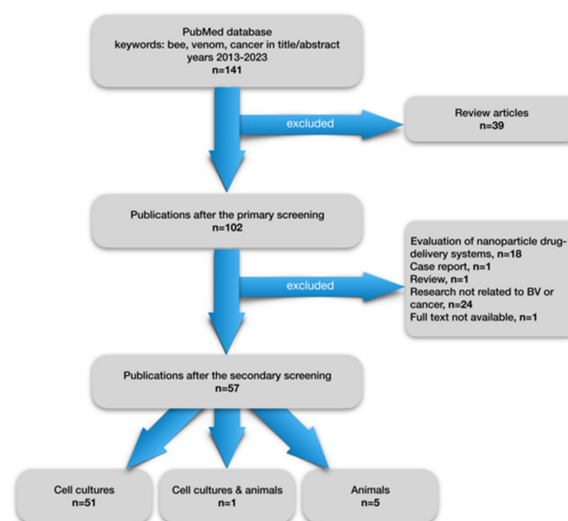 PubMed database
keywords: bee, venom, cancer in title/abstract
years 2013-2023
n=141
excluded
Review articles
n=39
Publications after the primary screening
n=102
excluded
Evaluation of nanoparticle drug-
delivery systems, n=18
Case report, n=1
Review, n=1
Research not related to BV or
cancer, n=24
Full text not available, n=1
Publications after the secondary screening
n=57
Cell cultures
n=51
Cell cultures & animals
n=1
Animals
n=5